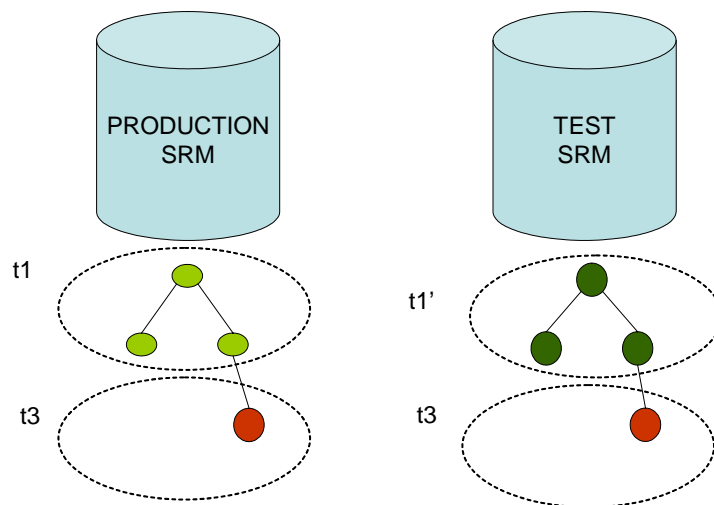 PRODUCTION
SRM
TEST
SRM
t1
t1’
t3
t3